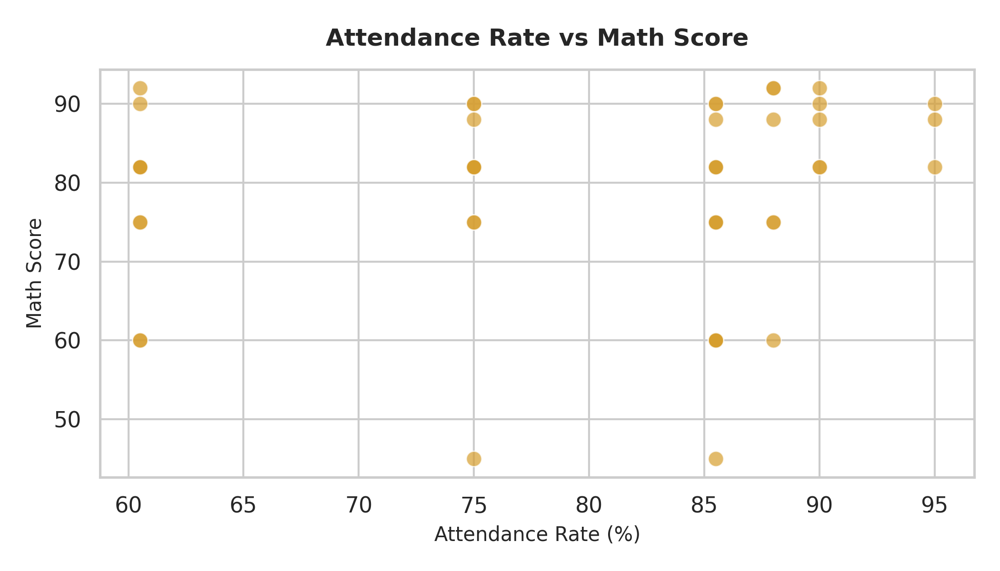 Attendance Rate vs Math Score
Math Score
90
80
70
60
50
60 65 70 75 80 85 90 95
Attendance Rate (%)